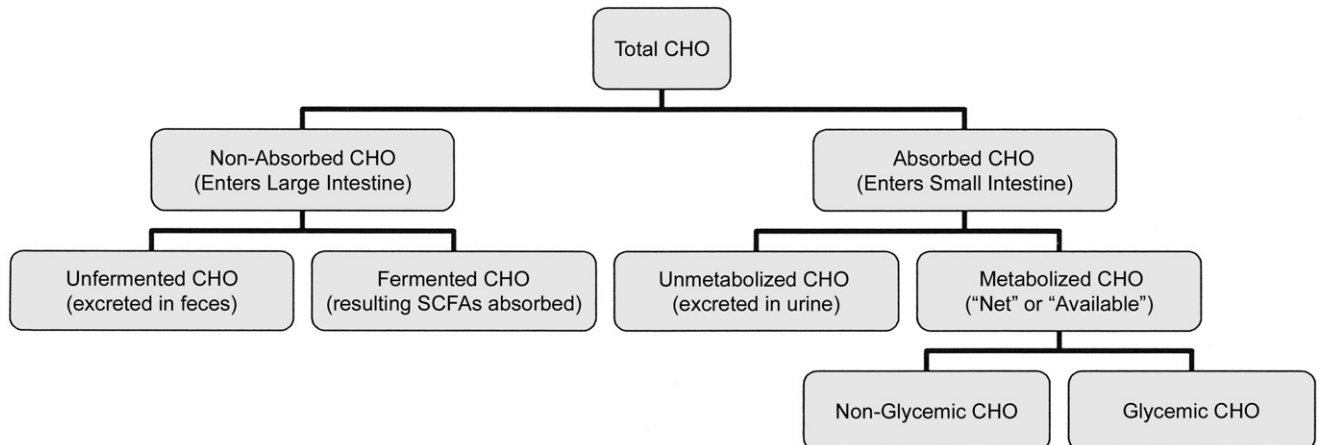 Total CHO
Non-Absorbed CHO
(Enters Large Intestine)
Absorbed CHO
(Enters Small Intestine)
Unfermented CHO
(excreted in feces)
Fermented CHO
(resulting SCFAs absorbed)
Unmetabolized CHO
(excreted in urine)
Metabolized CHO
(“Net” or “Available”)
Non-Glycemic CHO
Glycemic CHO